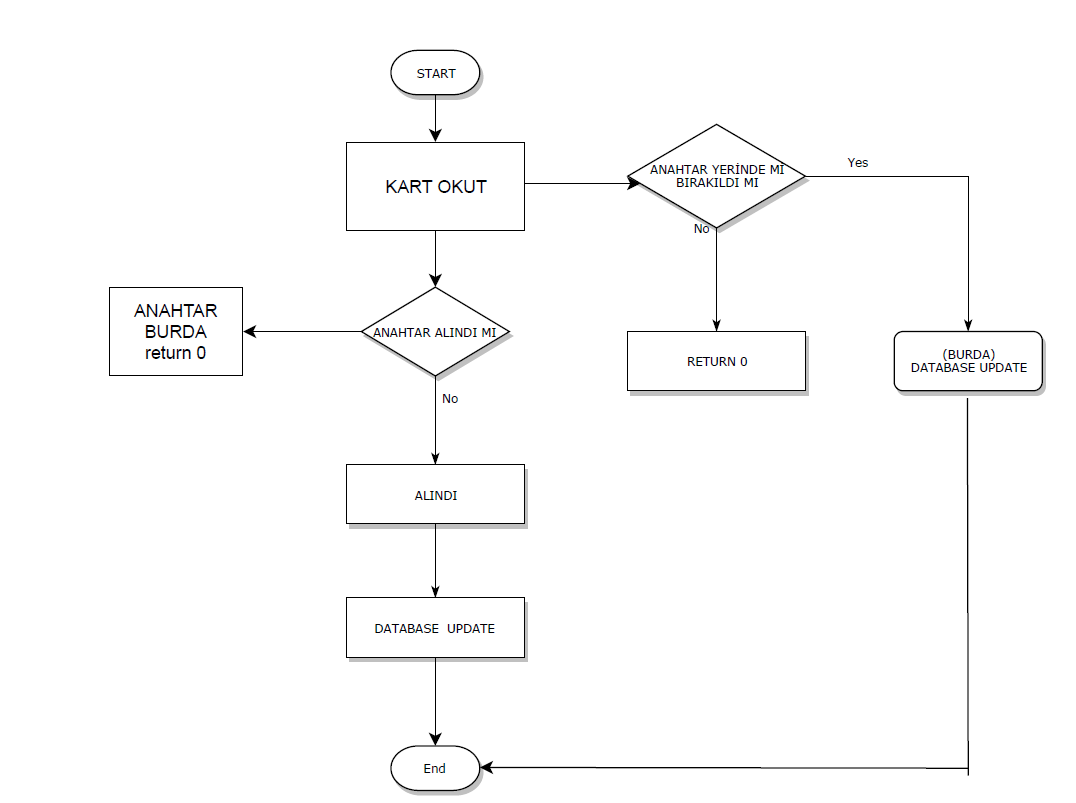 START
KART OKUT
ANAHTAR YERİNDE Mİ
BIRAKILDI MI
Yes
No
ANAHTAR
BURDA
return 0
ANAHTAR ALINDI MI
No
RETURN 0
(BURDA)
DATABASE UPDATE
ALINDI
DATABASE UPDATE
End